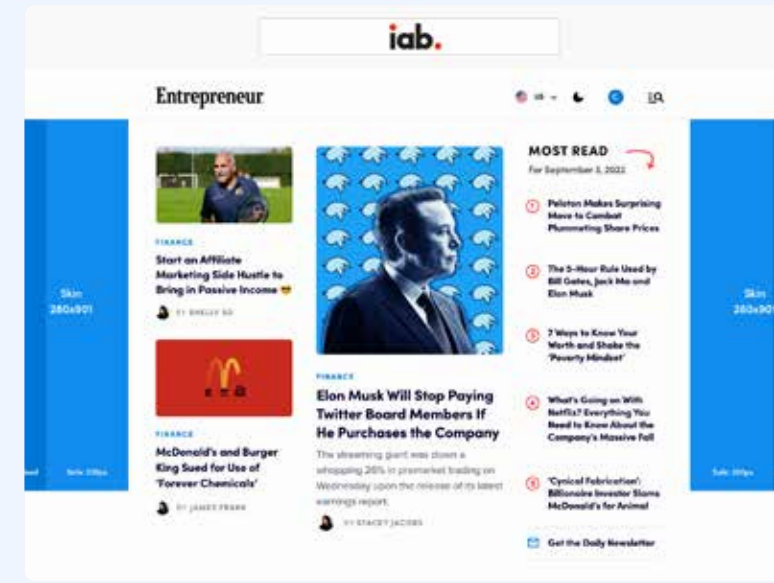 iab.
Entrepreneur
US
MOST READ
For September 3, 2022
FINANCE
Start an Affiliate
Marketing Side Hustle to
Bring in Passive Income 😎
BY SHELLY GO
FINANCE
McDonald's and Burger
King Sued for Use of
'Forever Chemicals'
BY JAMES FRANK
FINANCE
Elon Musk Will Stop Paying
Twitter Board Members If
He Purchases the Company
The streaming giant was down a
whopping 26% in premarket trading on
Wednesday upon the release of its latest
earnings report.
BY STACEY JACOBS
1 Peloton Makes Surprising
Move to Combat
Plummeting Share Prices
2 The 5-Hour Rule Used by
Bill Gates, Jack Ma and
Elon Musk
3 7 Ways to Know Your
Worth and Shake the
'Poverty Mindset'
4 What's Going on With
Netflix? Everything You
Need to Know About the
Company's Massive Fall
5 'Cynical Fabrication':
Billionaire Investor Slams
McDonald's for Animal
Get the Daily Newsletter
Skin
280x901
Skin